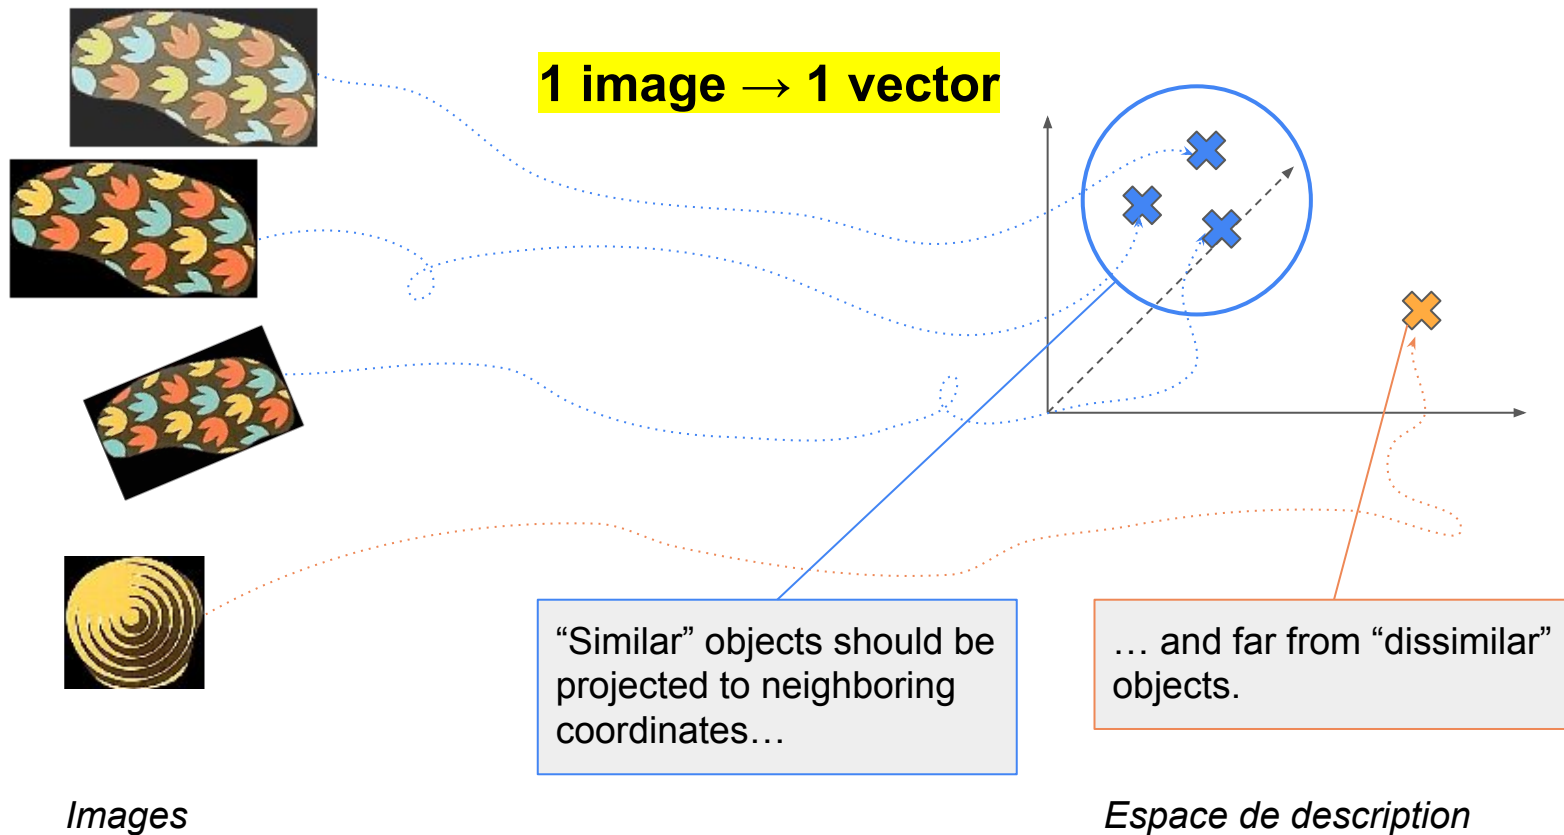 1 image → 1 vector
“Similar” objects should be
projected to neighboring
coordinates…
… and far from “dissimilar”
objects.
Images
Espace de description